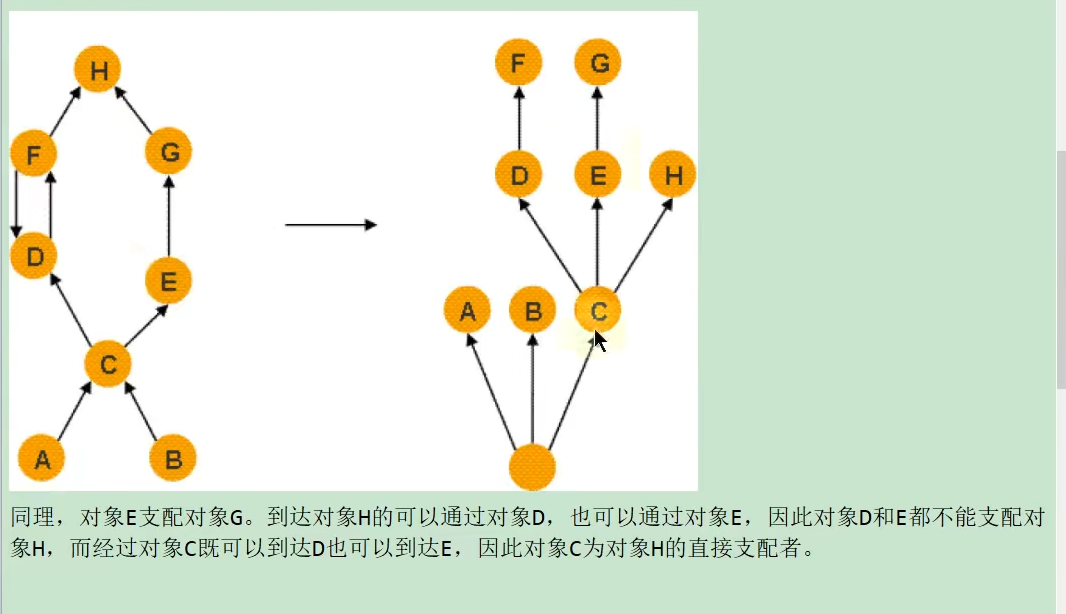 H
F G
F G
D E H
D
E
A B C
C
A B
同理，对象E支配对象G。到达对象H的可以通过对象D，也可以通过对象E，因此对象D和E都不能支配对
象H，而经过对象C既可以到达D也可以到达E，因此对象C为对象H的直接支配者。